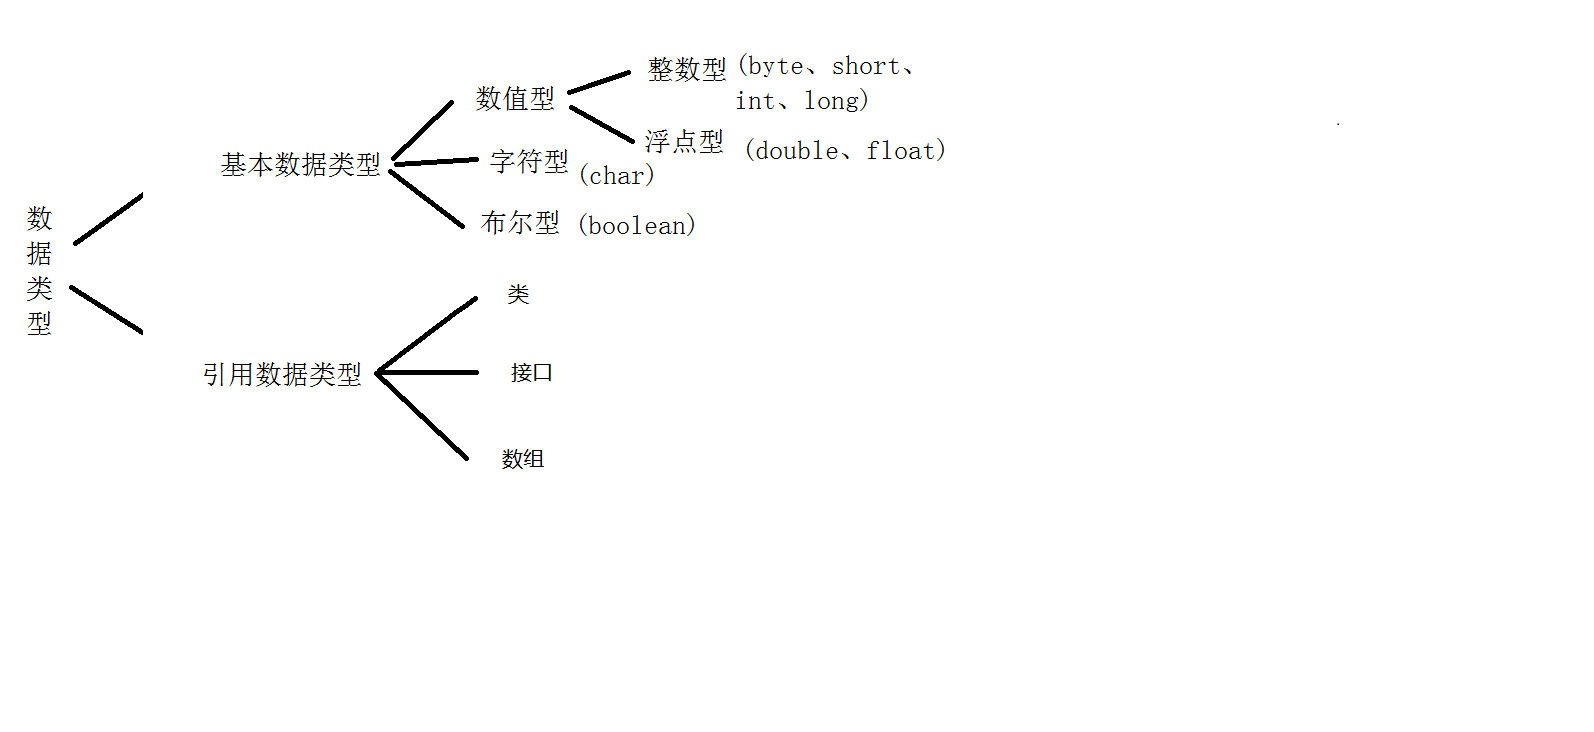 数据类型
基本数据类型
数值型
整数型 (byte、short、
int、long)
浮点型 (double、float)
字符型 (char)
布尔型 (boolean)
引用数据类型
类
接口
数组